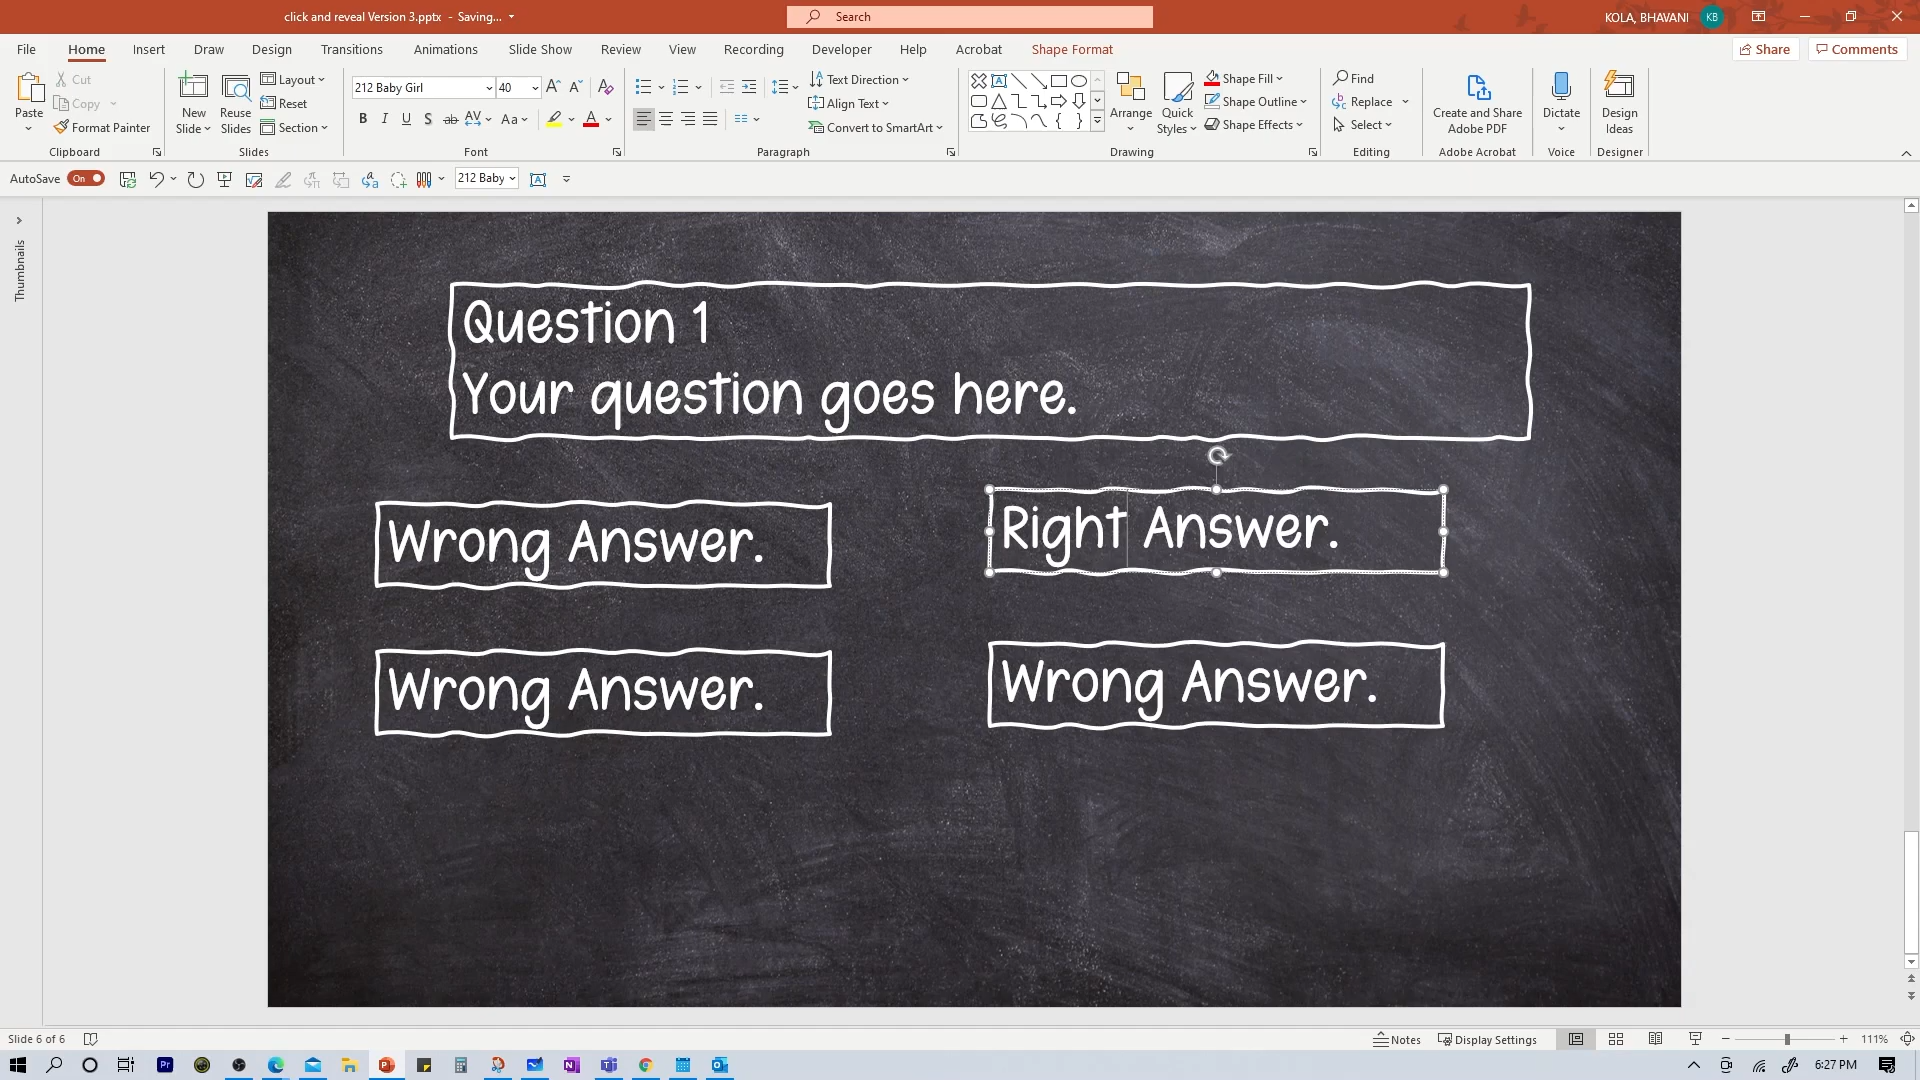 click and reveal Version 3.pptx - Saving...
Search
KOLA, BHAVANI
KB
File Home Insert Draw Design Transitions Animations Slide Show Review View Recording Developer Help Acrobat Shape Format
Share
Comments
Paste
Cut
Copy
Format Painter
Clipboard
New Slide
Reuse Slides
Layout
Reset
Section
Slides
212 Baby Girl
40
B I U S ab AV Aa A
Font
Text Direction
Align Text
Convert to SmartArt
Paragraph
Arrange
Quick Styles
Shape Fill
Shape Outline
Shape Effects
Drawing
Find
Replace
Select
Editing
Create and Share Adobe PDF
Adobe Acrobat
Dictate
Voice
Design Ideas
Designer
AutoSave On
212 Baby
Thumbnails
Question 1
Your question goes here.
Wrong Answer.
Right Answer.
Wrong Answer.
Wrong Answer.
Slide 6 of 6
Notes
Display Settings
111%
6:27 PM